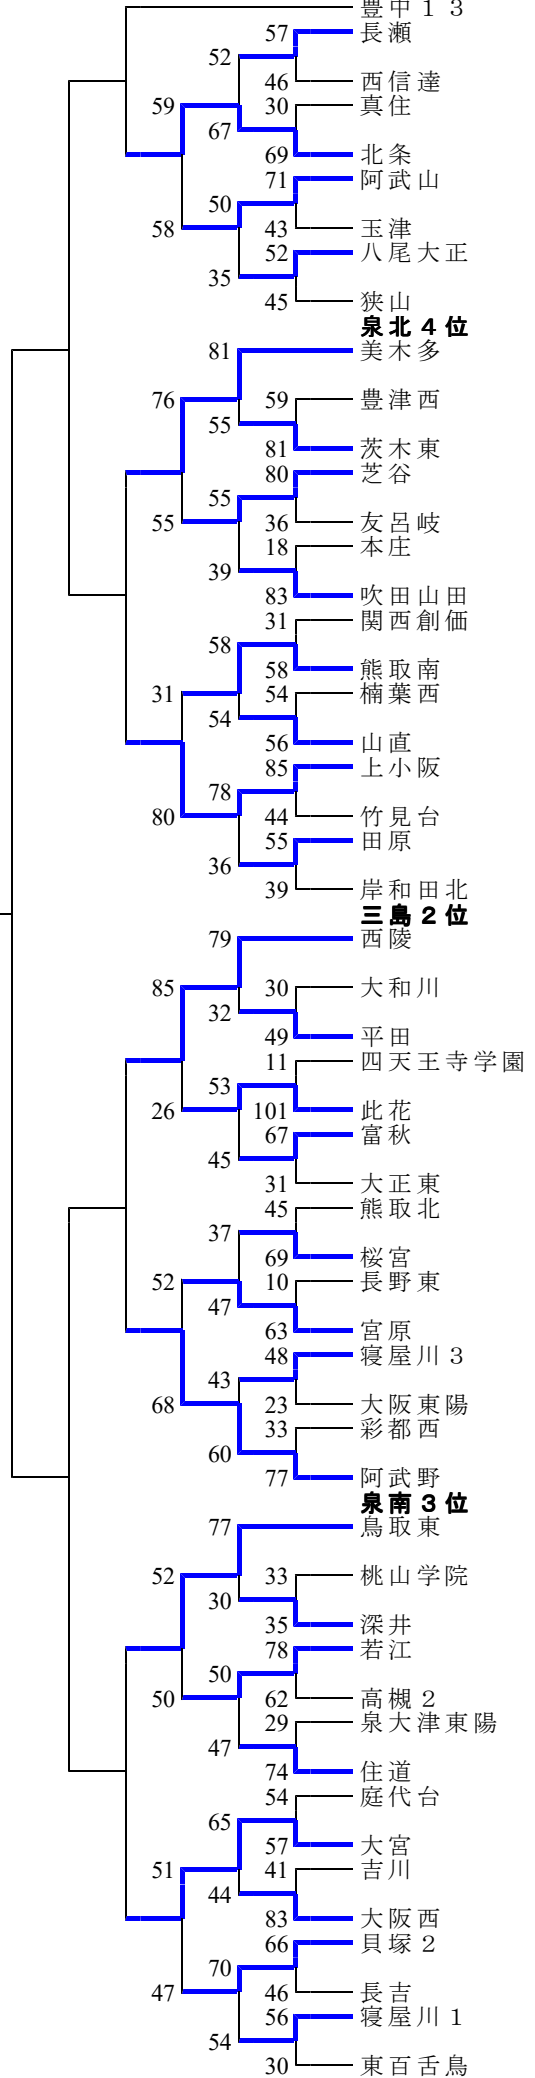 豊中１３
57 長瀬
52
46 西信達
59 30 真住
67
69 北条
71 阿武山
50
58 43 玉津
52 八尾大正
35
45 狭山
泉北４位
81 美木多
76 59 豊津西
55
81 茨木東
80 芝谷
55
55 36 友呂岐
18 本庄
39
83 吹田山田
31 関西創価
58
58 熊取南
31 54 楠葉西
54
56 山直
85 上小阪
78
80 44 竹見台
55 田原
36
39 岸和田北
三島２位
79 西陵
85 30 大和川
32
49 平田
11 四天王寺学園
53
26 101 此花
67 富秋
45
31 大正東
45 熊取北
37
69 桜宮
52 10 長野東
47
63 宮原
48 寝屋川３
43
68 23 大阪東陽
33 彩都西
60
77 阿武野
泉南３位
77 鳥取東
52 33 桃山学院
30
35 深井
78 若江
50
50 62 高槻２
29 泉大津東陽
47
74 住道
54 庭代台
65
57 大宮
51 41 吉川
44
83 大阪西
66 貝塚２
70
47 46 長吉
56 寝屋川１
54
30 東百舌鳥